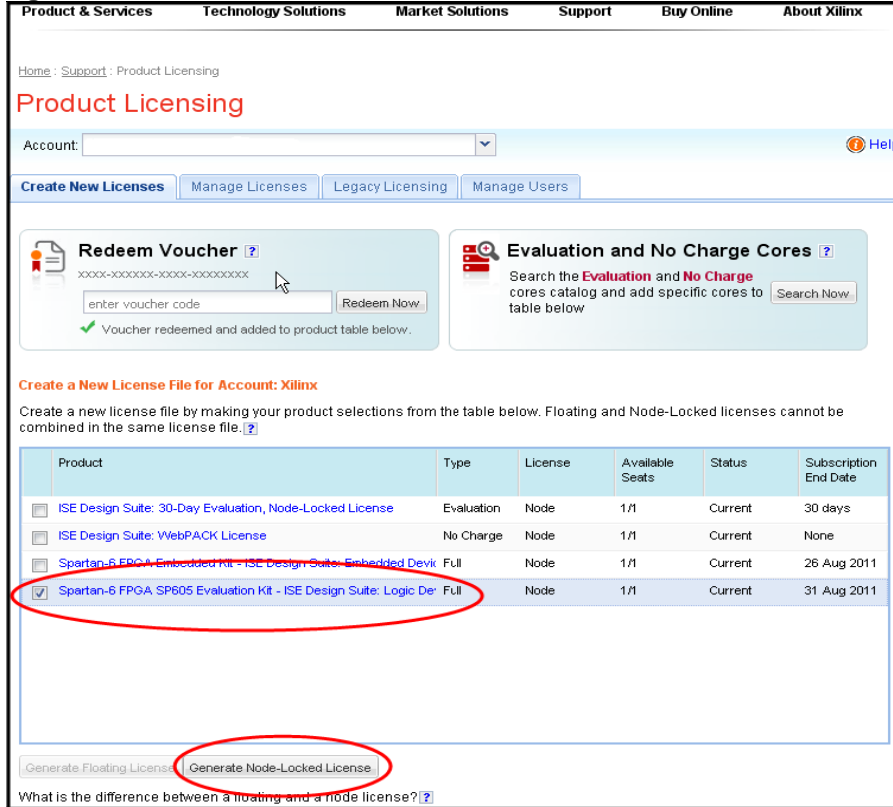 Product & Services Technology Solutions Market Solutions Support Buy Online About Xilinx
Home : Support : Product Licensing
Product Licensing
Account:
Help
Create New Licenses Manage Licenses Legacy Licensing Manage Users
Redeem Voucher ?
xxxx-xxxxxx-xxxx-xxxxxxxx
enter voucher code Redeem Now
Voucher redeemed and added to product table below.
Evaluation and No Charge Cores ?
Search the Evaluation and No Charge
cores catalog and add specific cores to
table below
Search Now
Create a New License File for Account: Xilinx
Create a new license file by making your product selections from the table below. Floating and Node-Locked licenses cannot be
combined in the same license file. ?
Product Type License Available Seats Status Subscription End Date
ISE Design Suite: 30-Day Evaluation, Node-Locked License Evaluation Node 1/1 Current 30 days
ISE Design Suite: WebPACK License No Charge Node 1/1 Current None
Spartan-6 FPGA Embedded Kit - ISE Design Suite: Embedded Devic Full Node 1/1 Current 26 Aug 2011
Spartan-6 FPGA SP605 Evaluation Kit - ISE Design Suite: Logic De Full Node 1/1 Current 31 Aug 2011
Generate Floating License Generate Node-Locked License
What is the difference between a floating and a node license? ?